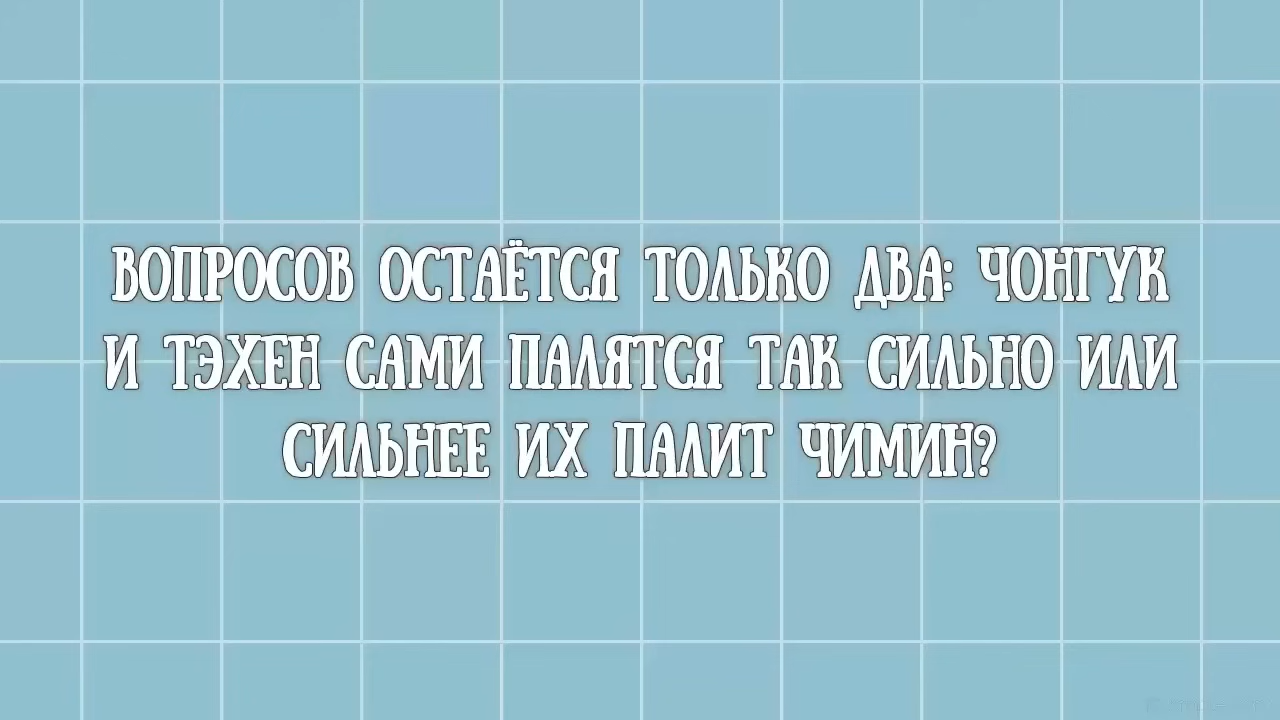 ВОПРОСОВ ОСТАЁТСЯ ТОЛЬКО ДВА: ЧОНГУК
И ТЭХЕН САМИ ПАЛЯТСЯ ТАК СИЛЬНО ИЛИ
СИЛЬНЕЕ ИХ ПАЛИТ ЧИМИН?